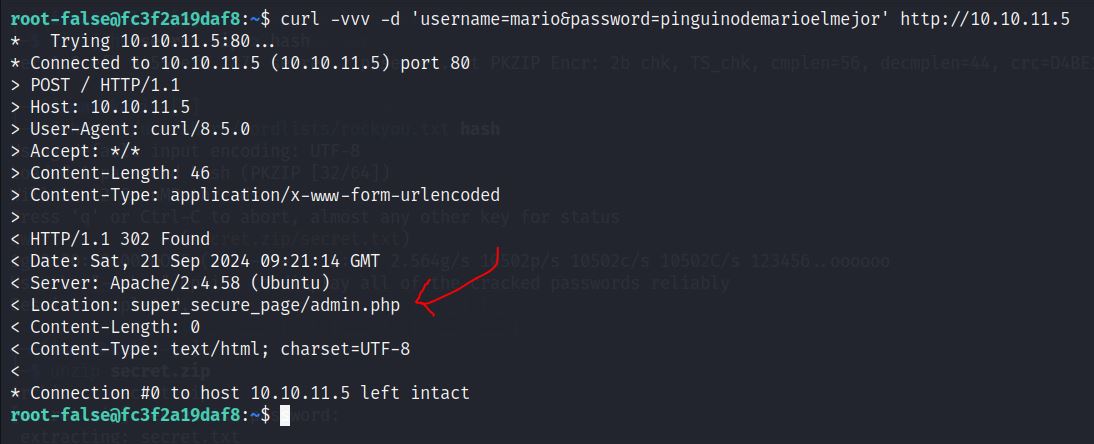 root-false@fc3f2a19daf8:~$ curl -vvv -d 'username=mario&password=pinguinodemarioelmejor' http://10.10.11.5
*   Trying 10.10.11.5:80...
* Connected to 10.10.11.5 (10.10.11.5) port 80
> POST / HTTP/1.1
> Host: 10.10.11.5
> User-Agent: curl/8.5.0
> Accept: */*
> Content-Length: 46
> Content-Type: application/x-www-form-urlencoded
>
< HTTP/1.1 302 Found
< Date: Sat, 21 Sep 2024 09:21:14 GMT
< Server: Apache/2.4.58 (Ubuntu)
< Location: super_secure_page/admin.php
< Content-Length: 0
< Content-Type: text/html; charset=UTF-8
<
* Connection #0 to host 10.10.11.5 left intact
root-false@fc3f2a19daf8:~$